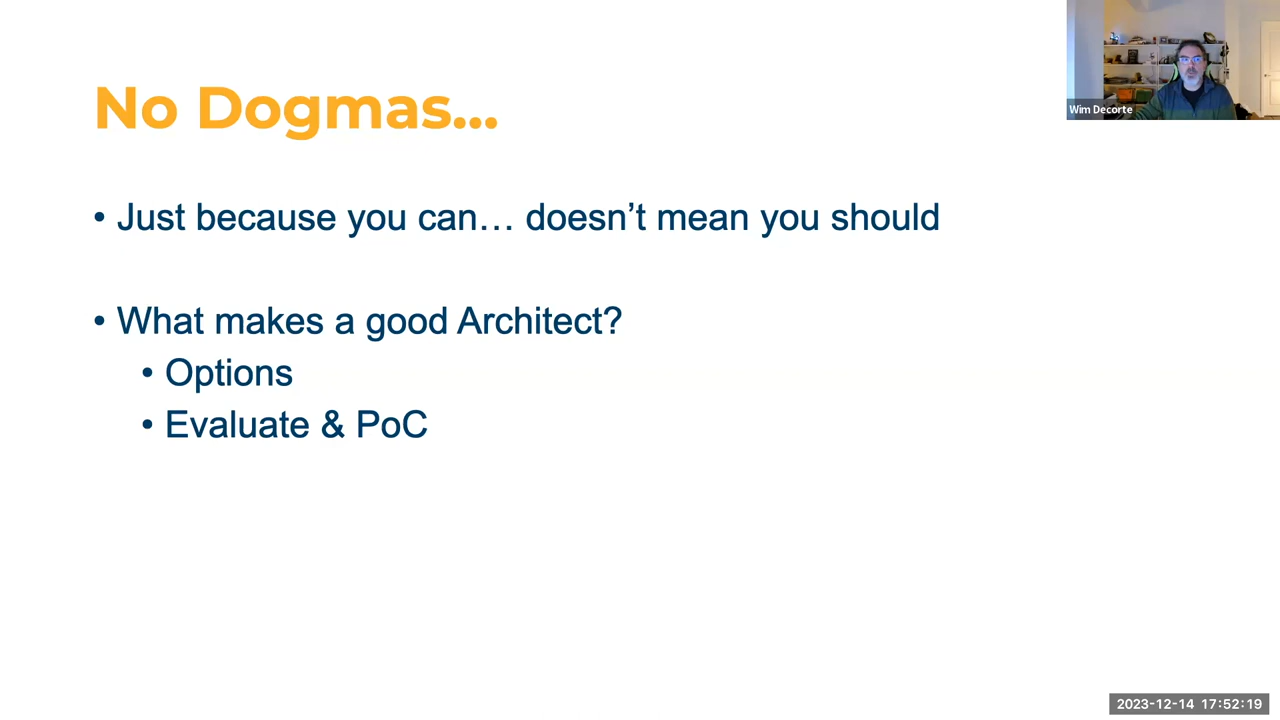 No Dogmas...
• Just because you can… doesn’t mean you should
• What makes a good Architect?
• Options
• Evaluate & PoC
Wim Decorte
2023-12-14 17:52:19